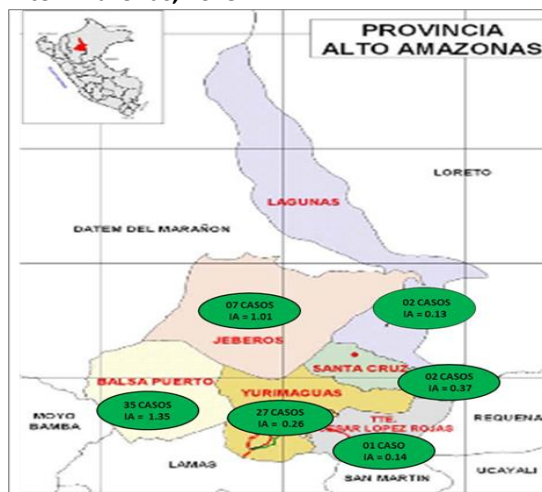 PROVINCIA
ALTO AMAZONAS
LORETO
LAGUNAS
DATEM DEL MARAÑON
07 CASOS
IA = 1.01
JEBEROS
02 CASOS
IA = 0.13
SANTA CRUZ
BALSA PUERTO
YURIMAGUAS
02 CASOS
IA = 0.37
35 CASOS
IA = 1.35
27 CASOS
IA = 0.26
TTE.
CESAR LOPEZ ROJAS
MOYO
BAMBA
REQUENA
01 CASO
IA = 0.14
LAMAS
SAN MARTIN
UCAYALI